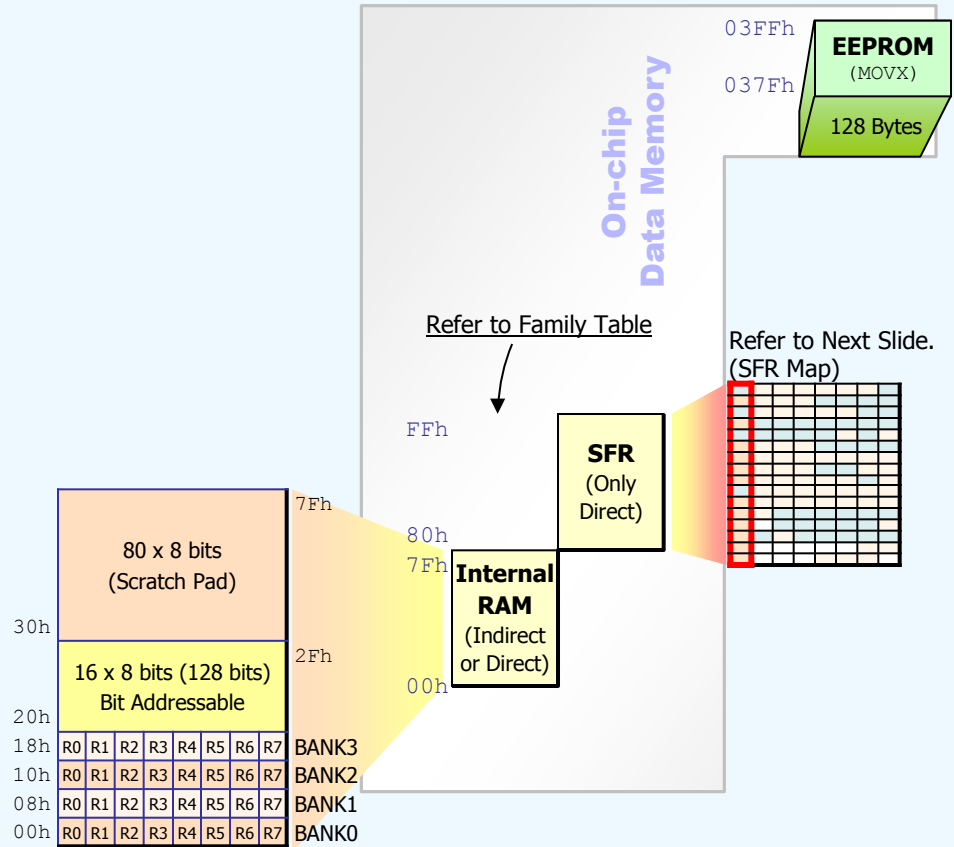 03FFh
EEPROM
(MOVX)
037Fh
128 Bytes
On-chip
Data Memory
Refer to Family Table
Refer to Next Slide.
(SFR Map)
FFh
SFR
(Only
Direct)
80h
7Fh
Internal
RAM
(Indirect
or Direct)
00h
7Fh
80 x 8 bits
(Scratch Pad)
30h
2Fh
16 x 8 bits (128 bits)
Bit Addressable
20h
18h R0 R1 R2 R3 R4 R5 R6 R7 BANK3
10h R0 R1 R2 R3 R4 R5 R6 R7 BANK2
08h R0 R1 R2 R3 R4 R5 R6 R7 BANK1
00h R0 R1 R2 R3 R4 R5 R6 R7 BANK0